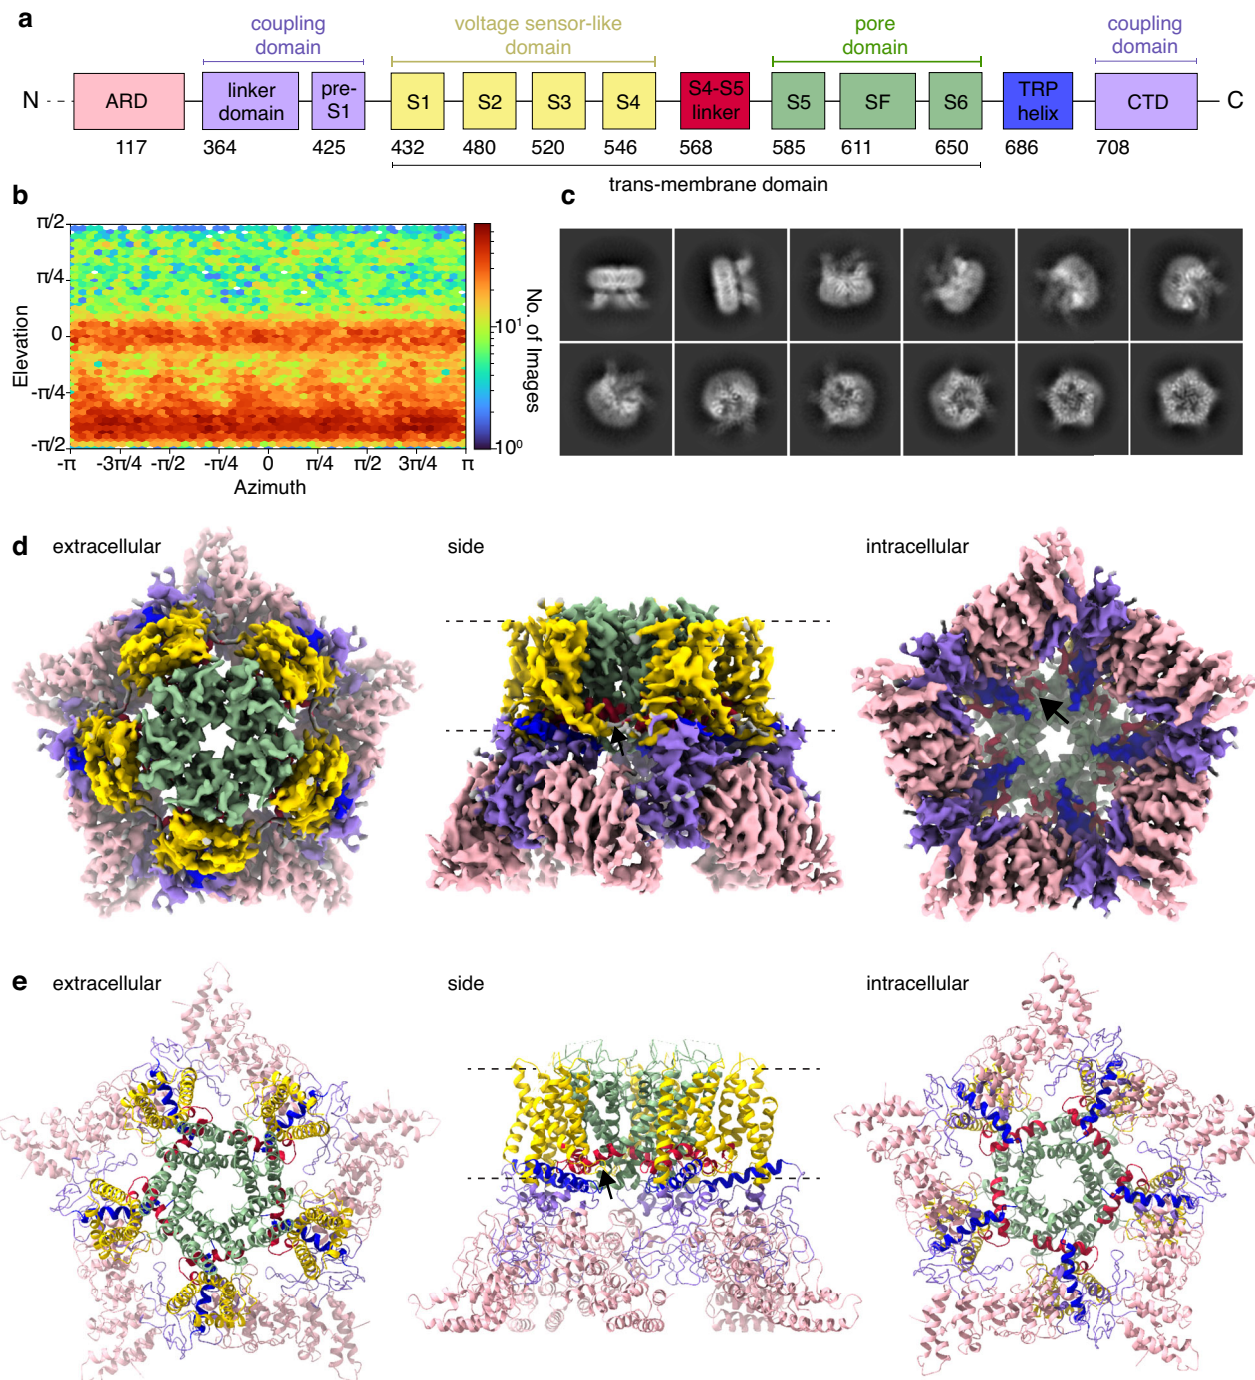 a
coupling domain
voltage sensor-like domain
pore domain
coupling domain
N
ARD
linker domain
pre-S1
S1
S2
S3
S4
S4-S5 linker
S5
SF
S6
TRP helix
CTD
C
117
364
425
432
480
520
546
568
585
611
650
686
708
trans-membrane domain
b
π/2
π/4
0
-π/4
-π/2
Elevation
-π
-3π/4
-π/2
-π/4
0
π/4
π/2
3π/4
π
Azimuth
10¹
10⁰
No. of Images
c
d
extracellular
side
intracellular
e
extracellular
side
intracellular